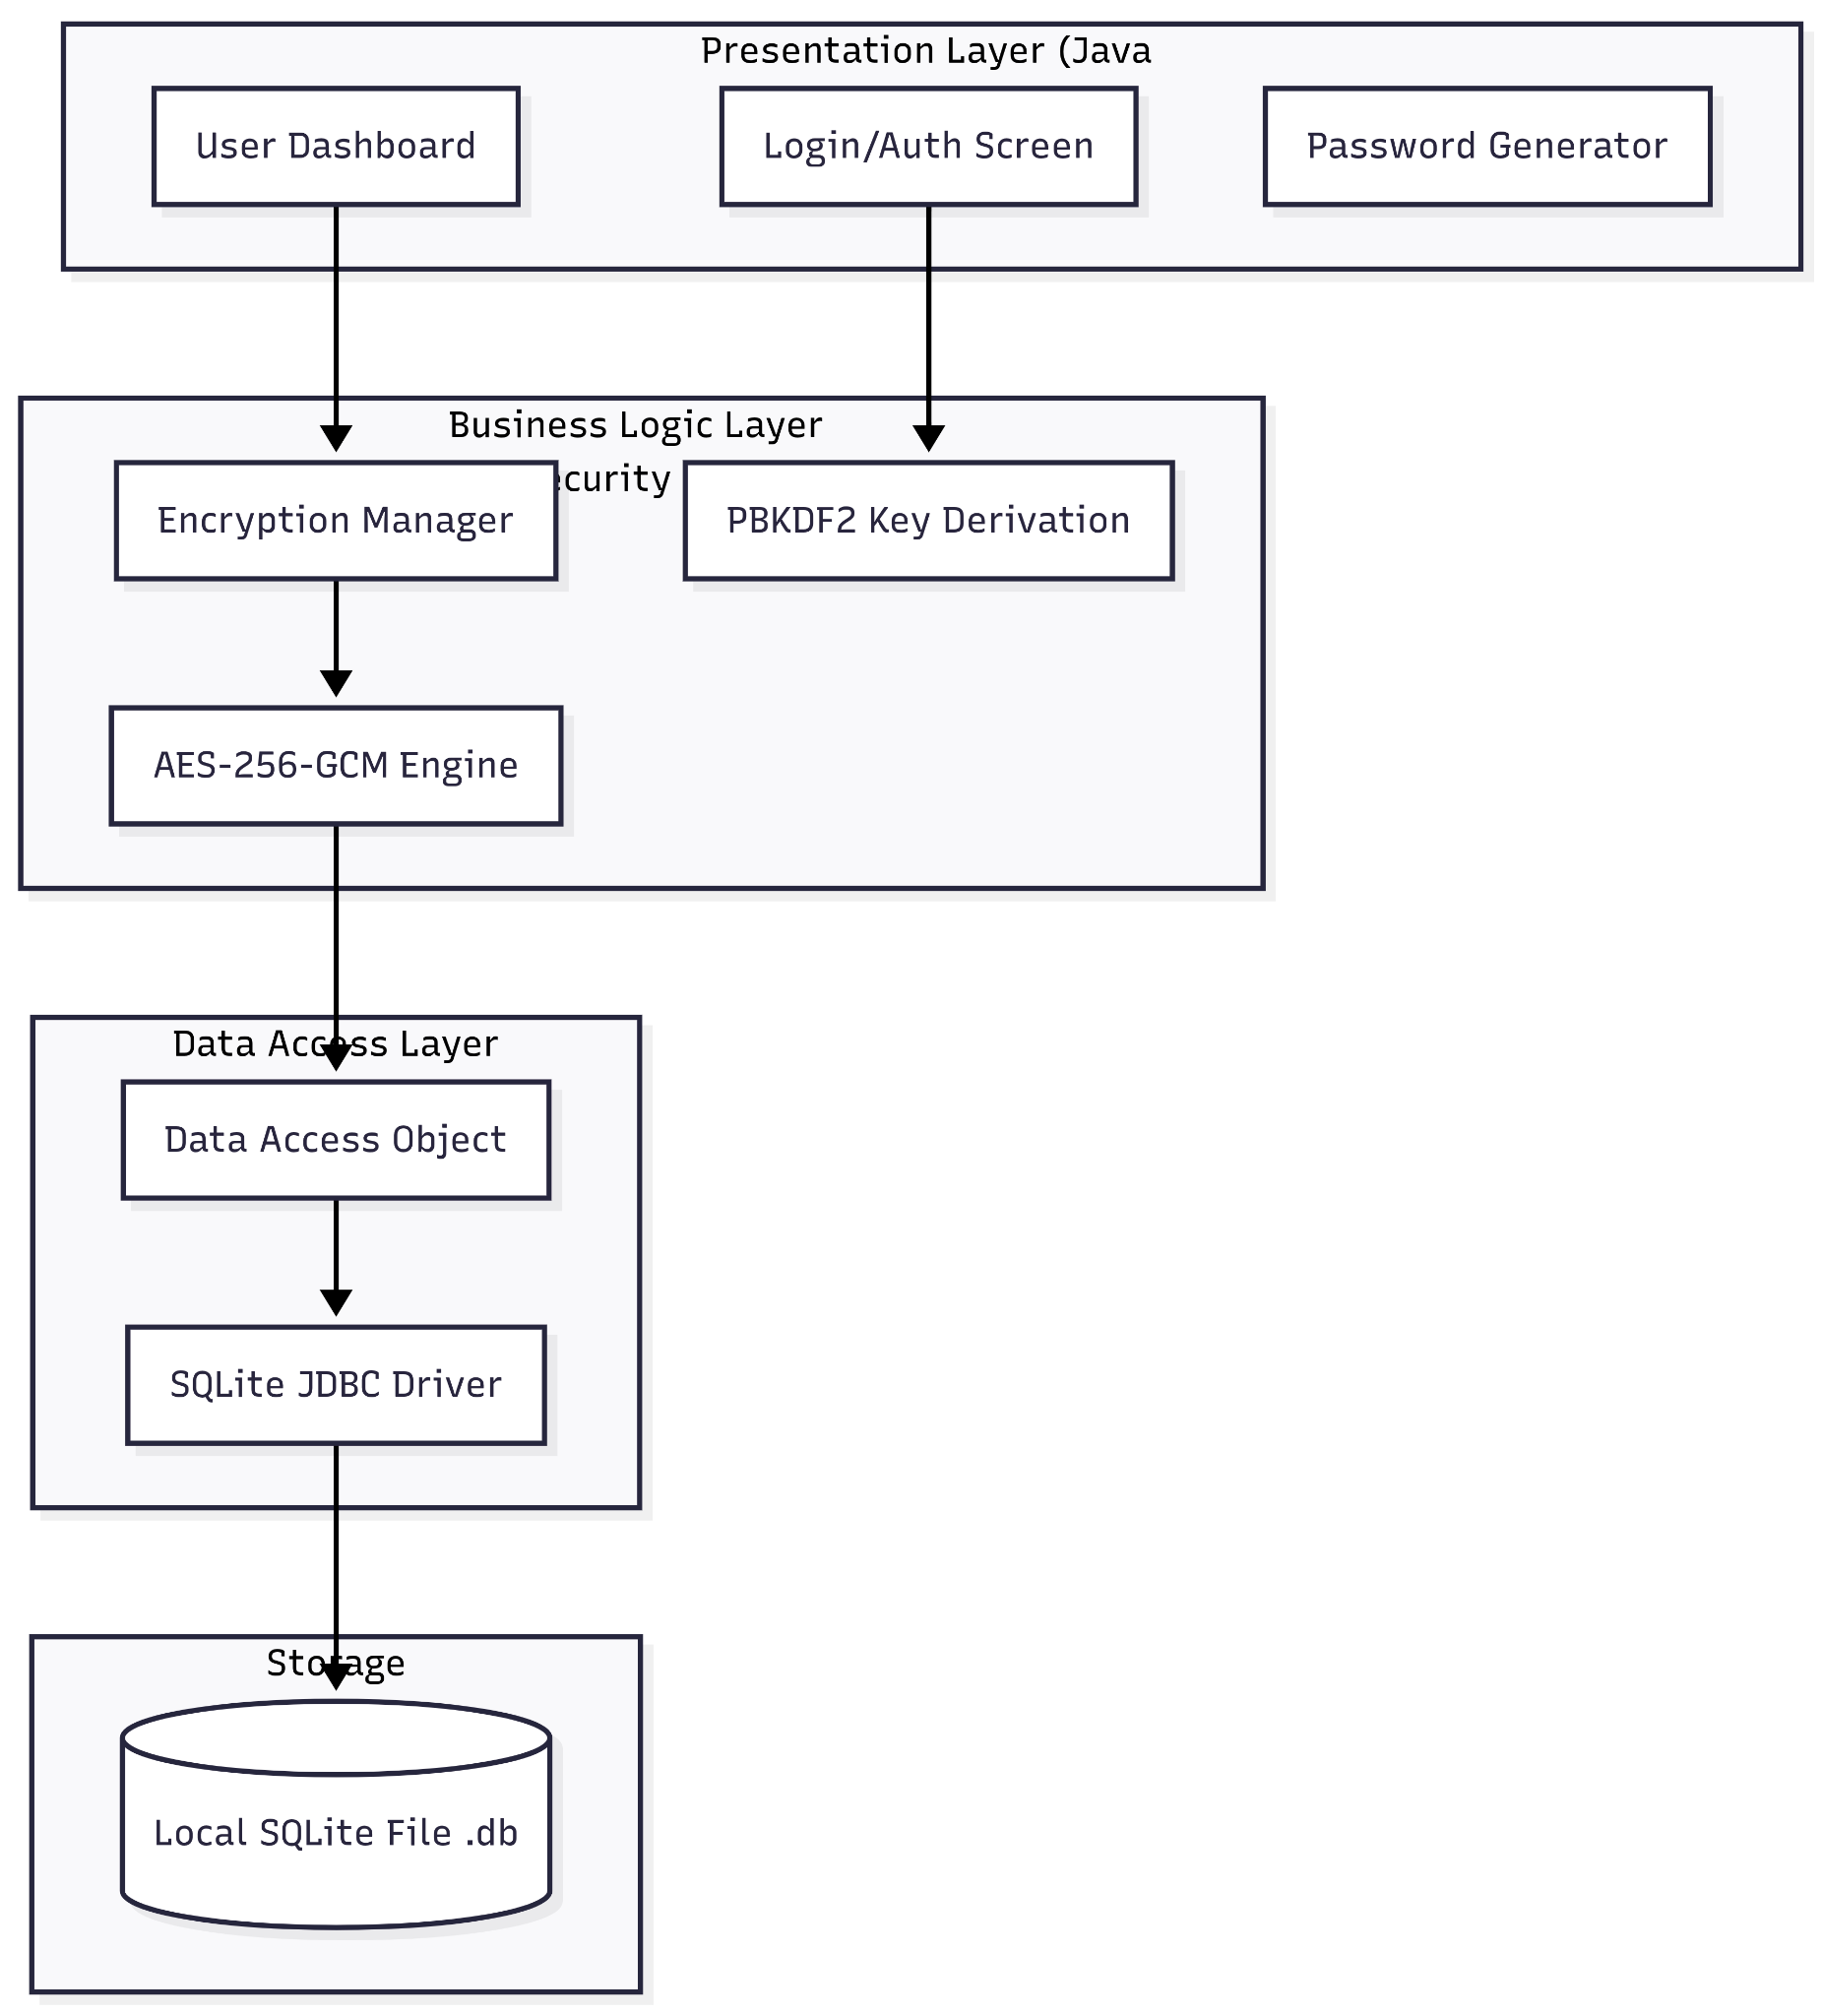 Presentation Layer (Java
User Dashboard
Login/Auth Screen
Password Generator
Business Logic Layer
ecurity
Encryption Manager
PBKDF2 Key Derivation
AES-256-GCM Engine
Data Access Layer
Data Access Object
SQLite JDBC Driver
Storage
Local SQLite File .db